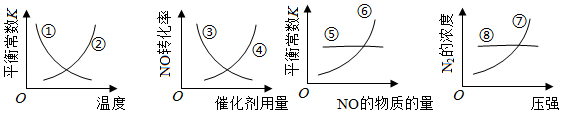 平衡常数K
①
②
O
温度
NO转化率
③
④
O
催化剂用量
平衡常数K
⑤
⑥
O
NO的物质的量
N₂的浓度
⑧
⑦
O
压强